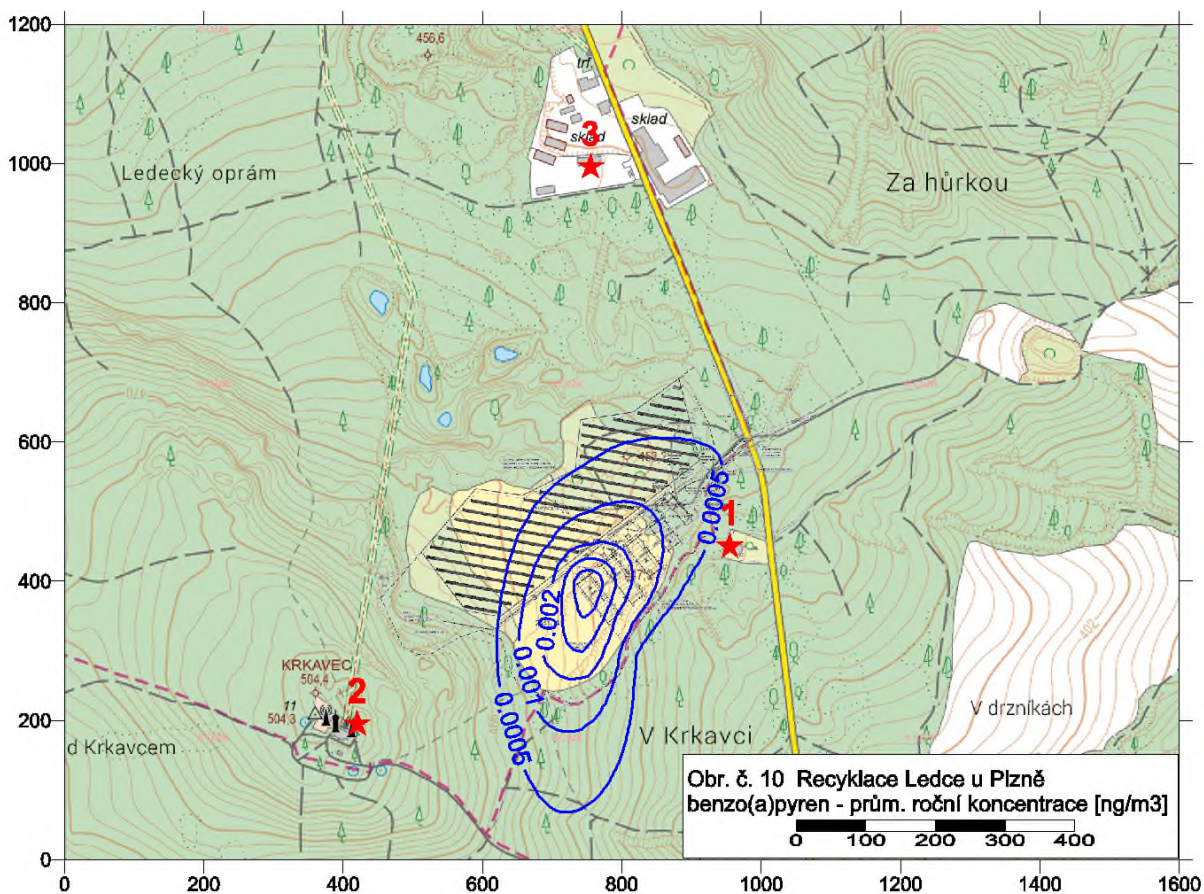 1200
1000
800
600
400
200
0
0
200
400
600
800
1000
1200
1400
1600
456,6
trf.
3
sklad
sklad
Ledecký oprám
Za hůrkou
470
0.0005
1
0.002
0.001
0.0005
402
KRKAVEC
504,4
2
11
504,3
d Krkavcem
V Krkavci
V drzníkách
Obr. č. 10 Recyklace Ledce u Plzně
benzo(a)pyren - prům. roční koncentrace [ng/m3]
0 100 200 300 400